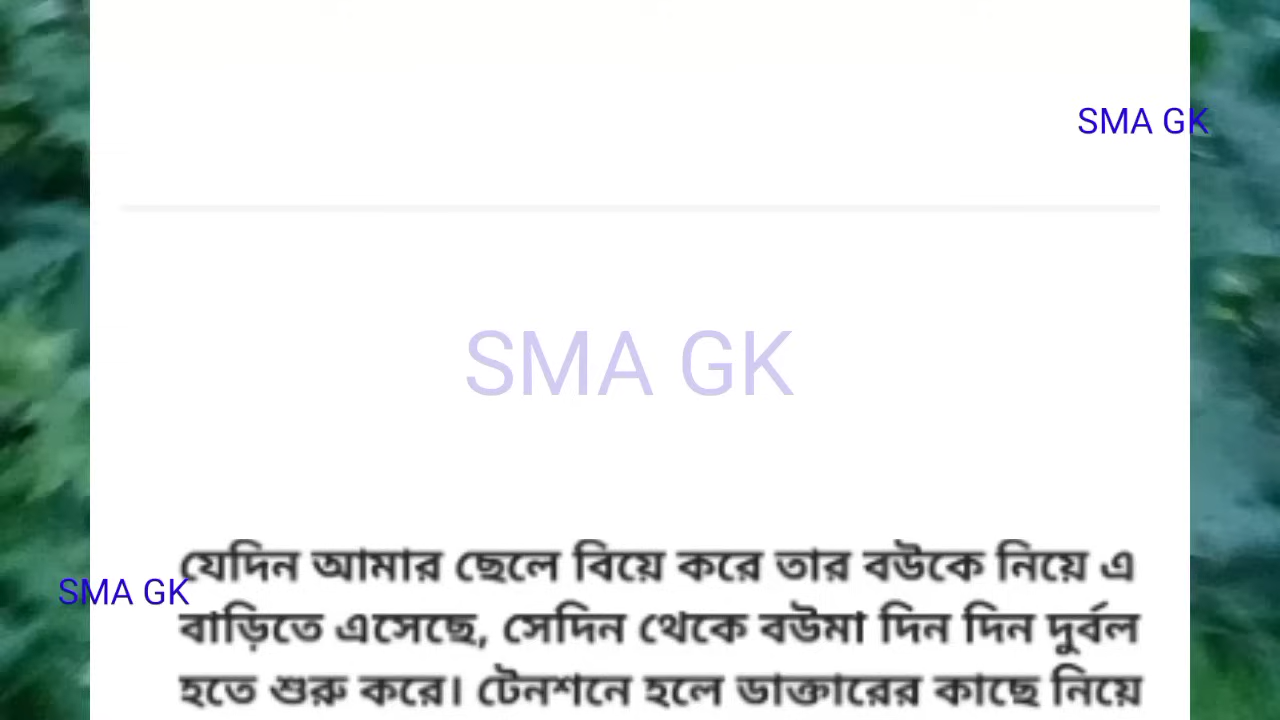 SMA GK
SMA GK
যেদিন আমার ছেলে বিয়ে করে তার বউকে নিয়ে এ
SMA GK
বাড়িতে এসেছে, সেদিন থেকে বউমা দিন দিন দুর্বল
হতে শুরু করে। টেনশনে হলে ডাক্তারের কাছে নিয়ে